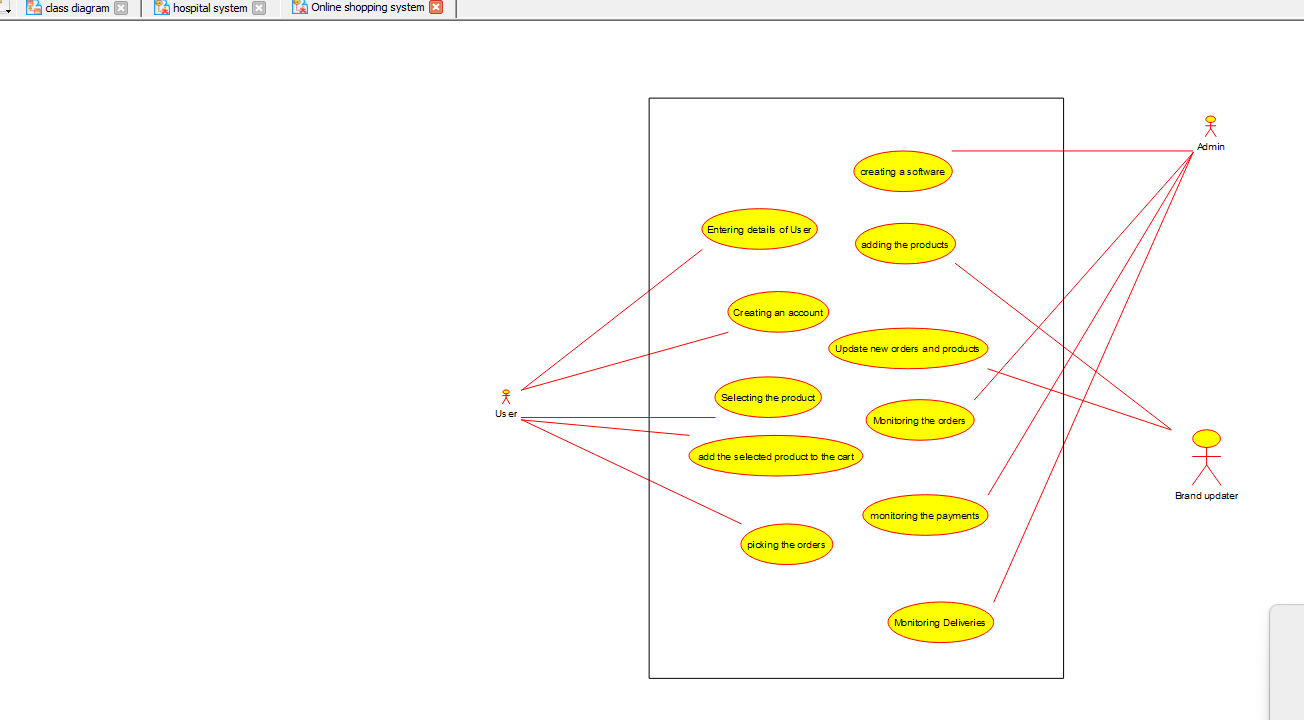 class diagram
hospital system
Online shopping system
Admin
creating a software
Entering details of User
adding the products
Creating an account
Update new orders and products
Selecting the product
User
Monitoring the orders
add the selected product to the cart
Brand updater
monitoring the payments
picking the orders
Monitoring Deliveries